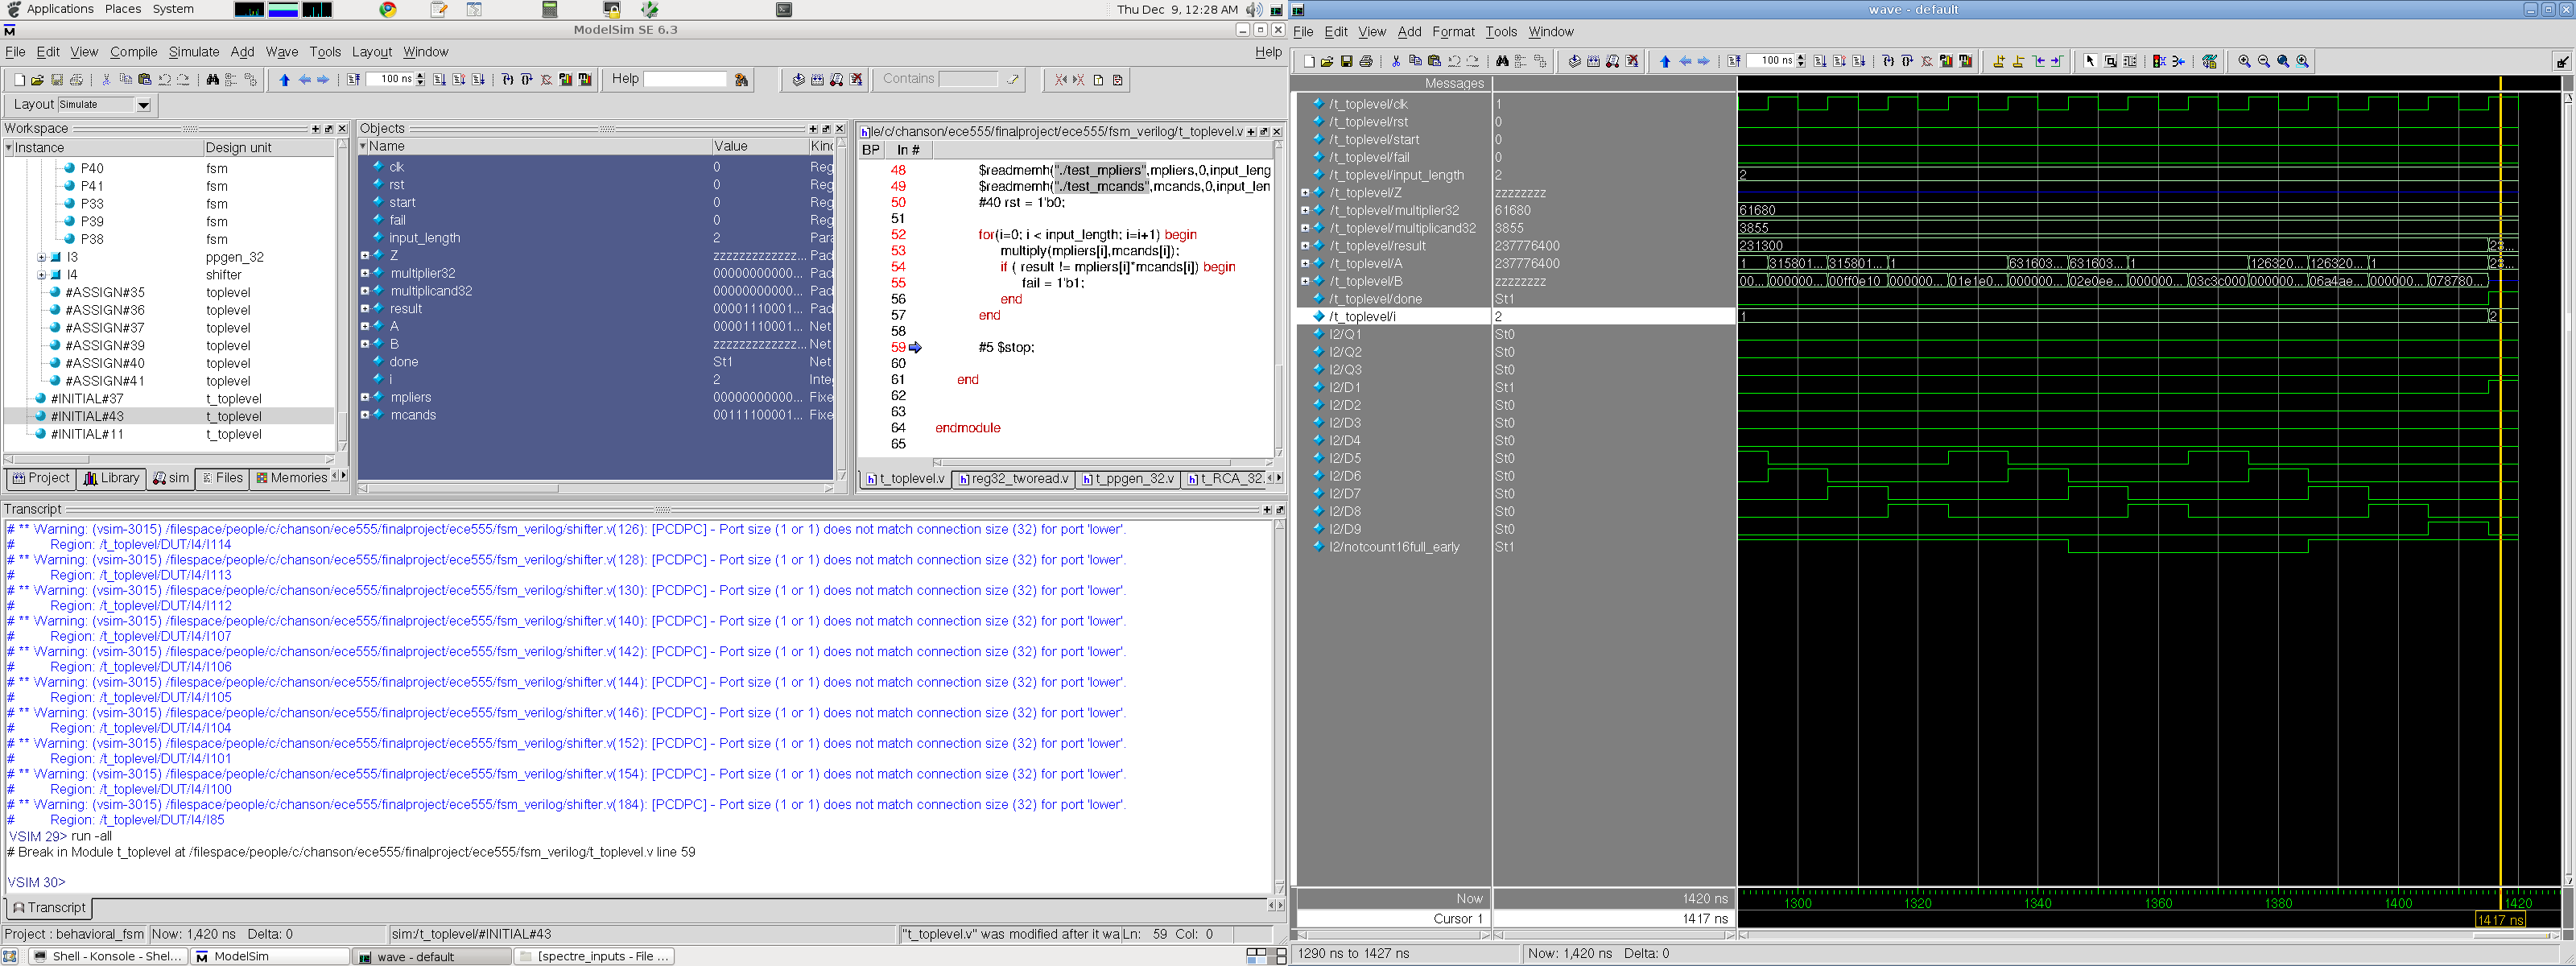 Applications Places System
Thu Dec 9, 12:28 AM
ModelSim SE 6.3
File Edit View Compile Simulate Add Wave Tools Layout Window Help
100 ns Help Contains
Layout Simulate
Workspace
Instance Design unit
P40 fsm
P41 fsm
P33 fsm
P39 fsm
P38 fsm
I3 ppgen_32
I4 shifter
#ASSIGN#35 toplevel
#ASSIGN#36 toplevel
#ASSIGN#37 toplevel
#ASSIGN#39 toplevel
#ASSIGN#40 toplevel
#ASSIGN#41 toplevel
#INITIAL#37 t_toplevel
#INITIAL#43 t_toplevel
#INITIAL#11 t_toplevel
Project Library sim Files Memories
Objects
Name Value Kind
clk 0 Reg
rst 0 Reg
start 0 Reg
fail 0 Reg
input_length 2 Para
Z zzzzzzzzzzzzz... Pad
multiplier32 00000000000... Pad
multiplicand32 00000000000... Pad
result 00001110001... Pad
A 00001110001... Net
B zzzzzzzzzzzzz... Net
done St1 Net
i 2 Inte
mpliers 00000000000... Fixe
mcands 00111100001... Fixe
le/c/chanson/ece555/finalproject/ece555/fsm_verilog/t_toplevel.v
BP ln #
48 $readmemh("./test_mpliers",mpliers,0,input_leng
49 $readmemh("./test_mcands",mcands,0,input_len
50 #40 rst = 1'b0;
51
52 for(i=0; i < input_length; i=i+1) begin
53 multiply(mpliers[i],mcands[i]);
54 if ( result != mpliers[i]*mcands[i]) begin
55 fail = 1'b1;
56 end
57 end
58
59 #5 $stop;
60
61 end
62
63
64 endmodule
65
t_toplevel.v reg32_tworead.v t_ppgen_32.v t_RCA_32.
Transcript
# ** Warning: (vsim-3015) /filespace/people/c/chanson/ece555/finalproject/ece555/fsm_verilog/shifter.v(126): [PCDPC] - Port size (1 or 1) does not match connection size (32) for port 'lower'.
# Region: /t_toplevel/DUT/I4/I114
# ** Warning: (vsim-3015) /filespace/people/c/chanson/ece555/finalproject/ece555/fsm_verilog/shifter.v(128): [PCDPC] - Port size (1 or 1) does not match connection size (32) for port 'lower'.
# Region: /t_toplevel/DUT/I4/I113
# ** Warning: (vsim-3015) /filespace/people/c/chanson/ece555/finalproject/ece555/fsm_verilog/shifter.v(130): [PCDPC] - Port size (1 or 1) does not match connection size (32) for port 'lower'.
# Region: /t_toplevel/DUT/I4/I112
# ** Warning: (vsim-3015) /filespace/people/c/chanson/ece555/finalproject/ece555/fsm_verilog/shifter.v(140): [PCDPC] - Port size (1 or 1) does not match connection size (32) for port 'lower'.
# Region: /t_toplevel/DUT/I4/I107
# ** Warning: (vsim-3015) /filespace/people/c/chanson/ece555/finalproject/ece555/fsm_verilog/shifter.v(142): [PCDPC] - Port size (1 or 1) does not match connection size (32) for port 'lower'.
# Region: /t_toplevel/DUT/I4/I106
# ** Warning: (vsim-3015) /filespace/people/c/chanson/ece555/finalproject/ece555/fsm_verilog/shifter.v(144): [PCDPC] - Port size (1 or 1) does not match connection size (32) for port 'lower'.
# Region: /t_toplevel/DUT/I4/I105
# ** Warning: (vsim-3015) /filespace/people/c/chanson/ece555/finalproject/ece555/fsm_verilog/shifter.v(146): [PCDPC] - Port size (1 or 1) does not match connection size (32) for port 'lower'.
# Region: /t_toplevel/DUT/I4/I104
# ** Warning: (vsim-3015) /filespace/people/c/chanson/ece555/finalproject/ece555/fsm_verilog/shifter.v(152): [PCDPC] - Port size (1 or 1) does not match connection size (32) for port 'lower'.
# Region: /t_toplevel/DUT/I4/I101
# ** Warning: (vsim-3015) /filespace/people/c/chanson/ece555/finalproject/ece555/fsm_verilog/shifter.v(154): [PCDPC] - Port size (1 or 1) does not match connection size (32) for port 'lower'.
# Region: /t_toplevel/DUT/I4/I100
# ** Warning: (vsim-3015) /filespace/people/c/chanson/ece555/finalproject/ece555/fsm_verilog/shifter.v(184): [PCDPC] - Port size (1 or 1) does not match connection size (32) for port 'lower'.
# Region: /t_toplevel/DUT/I4/I85
VSIM 29> run -all
# Break in Module t_toplevel at /filespace/people/c/chanson/ece555/finalproject/ece555/fsm_verilog/t_toplevel.v line 59
VSIM 30>
Transcript
Project : behavioral_fsm Now: 1,420 ns Delta: 0 sim:/t_toplevel/#INITIAL#43 "t_toplevel.v" was modified after it wa Ln: 59 Col: 0
Shell - Konsole - Shel... ModelSim wave - default [spectre_inputs - File ...
wave - default
File Edit View Add Format Tools Window
100 ns
Messages
/t_toplevel/clk 1
/t_toplevel/rst 0
/t_toplevel/start 0
/t_toplevel/fail 0
/t_toplevel/input_length 2 2
/t_toplevel/Z zzzzzzzz
/t_toplevel/multiplier32 61680 61680
/t_toplevel/multiplicand32 3855 3855
/t_toplevel/result 237776400 231300 23...
/t_toplevel/A 237776400 1 315801... 315801... 1 631603... 631603... 1 126320... 126320... 1 23...
/t_toplevel/B zzzzzzzz 00... 000000... 00ff0e10 000000... 01e1e0... 000000... 02e0ee... 000000... 03c3c000 000000... 06a4ae... 000000... 078780...
/t_toplevel/done St1
/t_toplevel/i 2 1 2
I2/Q1 St0
I2/Q2 St0
I2/Q3 St0
I2/D1 St1
I2/D2 St0
I2/D3 St0
I2/D4 St0
I2/D5 St0
I2/D6 St0
I2/D7 St0
I2/D8 St0
I2/D9 St0
I2/notcount16full_early St1
Now 1420 ns 1300 1320 1340 1360 1380 1400 1420
Cursor 1 1417 ns 1417 ns
1290 ns to 1427 ns Now: 1,420 ns Delta: 0